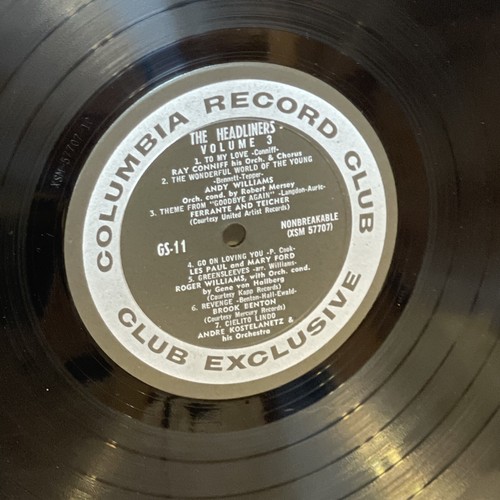 COLUMBIA RECORD CLUB
THE HEADLINERS -
VOLUME 3
1. TO MY LOVE -Conniff-
RAY CONNIFF his Orch. & Chorus
2. THE WONDERFUL WORLD OF THE YOUNG
-Bennett-Tepper-
ANDY WILLIAMS
Orch. cond. by Robert Mersey
3. THEME FROM "GOODBYE AGAIN" -Langdon-Auric-
FERRANTE AND TEICHER
(Courtesy United Artist Records)
GS-11
NONBREAKABLE
(XSM 57707)
4. GO ON LOVING YOU -P. Cook-
LES PAUL and MARY FORD
5. GREENSLEEVES -arr. Williams-
ROGER WILLIAMS, with Orch. cond.
by Gene von Hallberg
(Courtesy Kapp Records)
6. REVENGE -Benton-Hall-Ewald-
BROOK BENTON
(Courtesy Mercury Records)
7. CIELITO LINDO
ANDRE KOSTELANETZ &
his Orchestra
CLUB EXCLUSIVE
XSM 57707